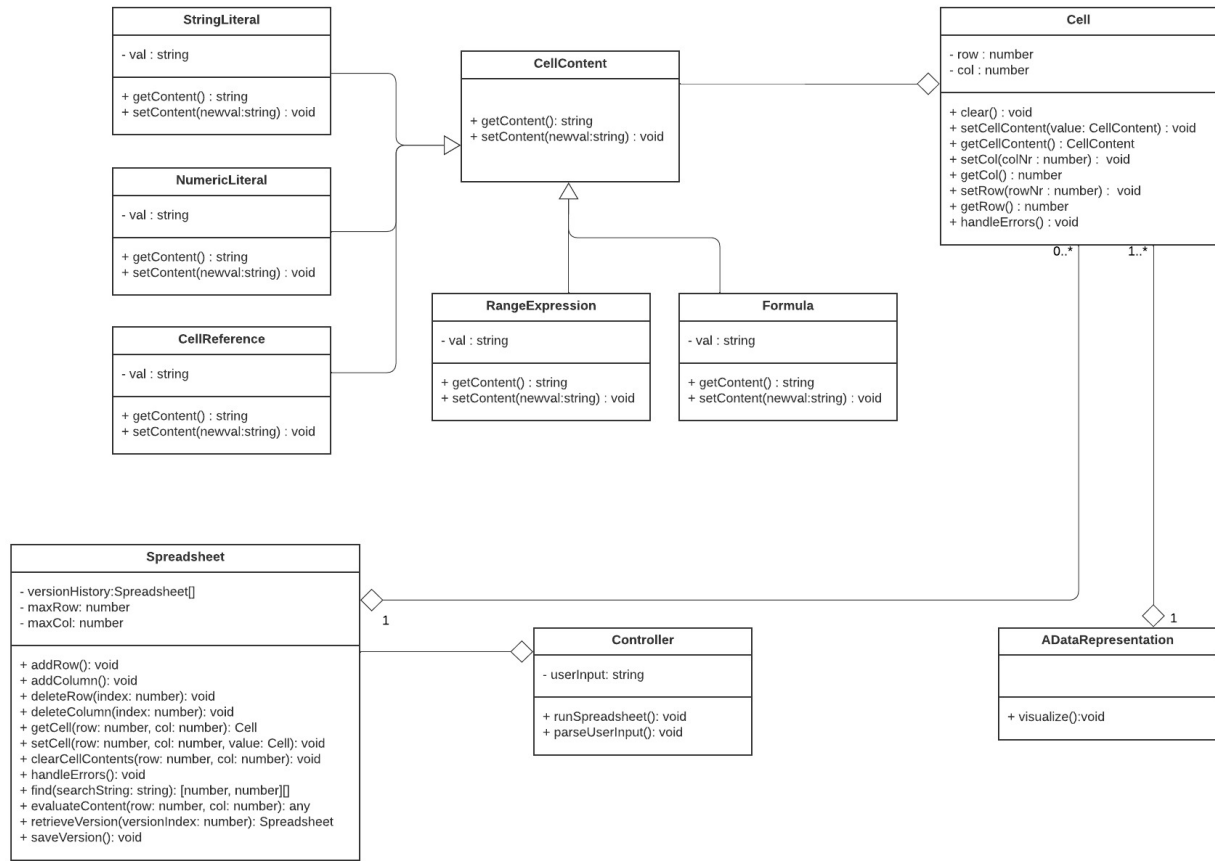 StringLiteral
- val : string
+ getContent() : string
+ setContent(newval:string) : void
CellContent
+ getContent(): string
+ setContent(newval:string) : void
Cell
- row : number
- col : number
+ clear() : void
+ setCellContent(value: CellContent) : void
+ getCellContent() : CellContent
+ setCol(colNr : number) : void
+ getCol() : number
+ setRow(rowNr : number) : void
+ getRow() : number
+ handleErrors() : void
0..*
1..*
NumericLiteral
- val : string
+ getContent() : string
+ setContent(newval:string) : void
CellReference
- val : string
+ getContent() : string
+ setContent(newval:string) : void
RangeExpression
- val : string
+ getContent() : string
+ setContent(newval:string) : void
Formula
- val : string
+ getContent() : string
+ setContent(newval:string) : void
Spreadsheet
- versionHistory:Spreadsheet[]
- maxRow: number
- maxCol: number
+ addRow(): void
+ addColumn(): void
+ deleteRow(index: number): void
+ deleteColumn(index: number): void
+ getCell(row: number, col: number): Cell
+ setCell(row: number, col: number, value: Cell): void
+ clearCellContents(row: number, col: number): void
+ handleErrors(): void
+ find(searchString: string): [number, number][]
+ evaluateContent(row: number, col: number): any
+ retrieveVersion(versionIndex: number): Spreadsheet
+ saveVersion(): void
1
Controller
- userInput: string
+ runSpreadsheet(): void
+ parseUserInput(): void
1
ADataRepresentation
+ visualize():void